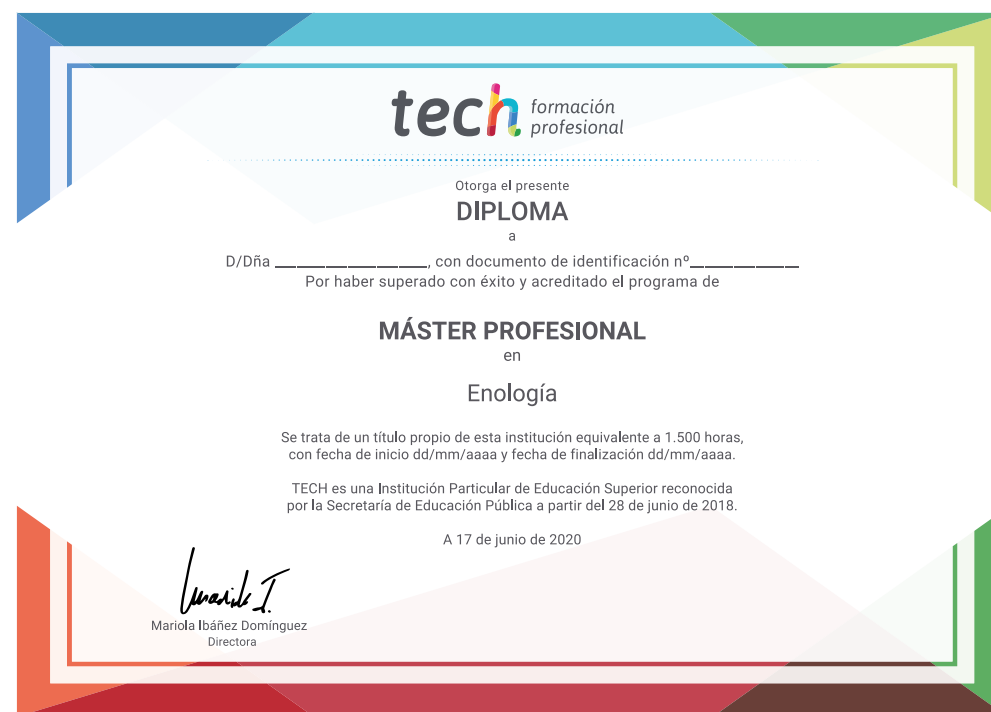 tech formación
profesional
Otorga el presente
DIPLOMA
a
D/Dña ____________________, con documento de identificación nº______________
Por haber superado con éxito y acreditado el programa de
MÁSTER PROFESIONAL
en
Enología
Se trata de un título propio de esta institución equivalente a 1.500 horas,
con fecha de inicio dd/mm/aaaa y fecha de finalización dd/mm/aaaa.
TECH es una Institución Particular de Educación Superior reconocida
por la Secretaría de Educación Pública a partir del 28 de junio de 2018.
A 17 de junio de 2020
Mariola Ibáñez Domínguez
Directora